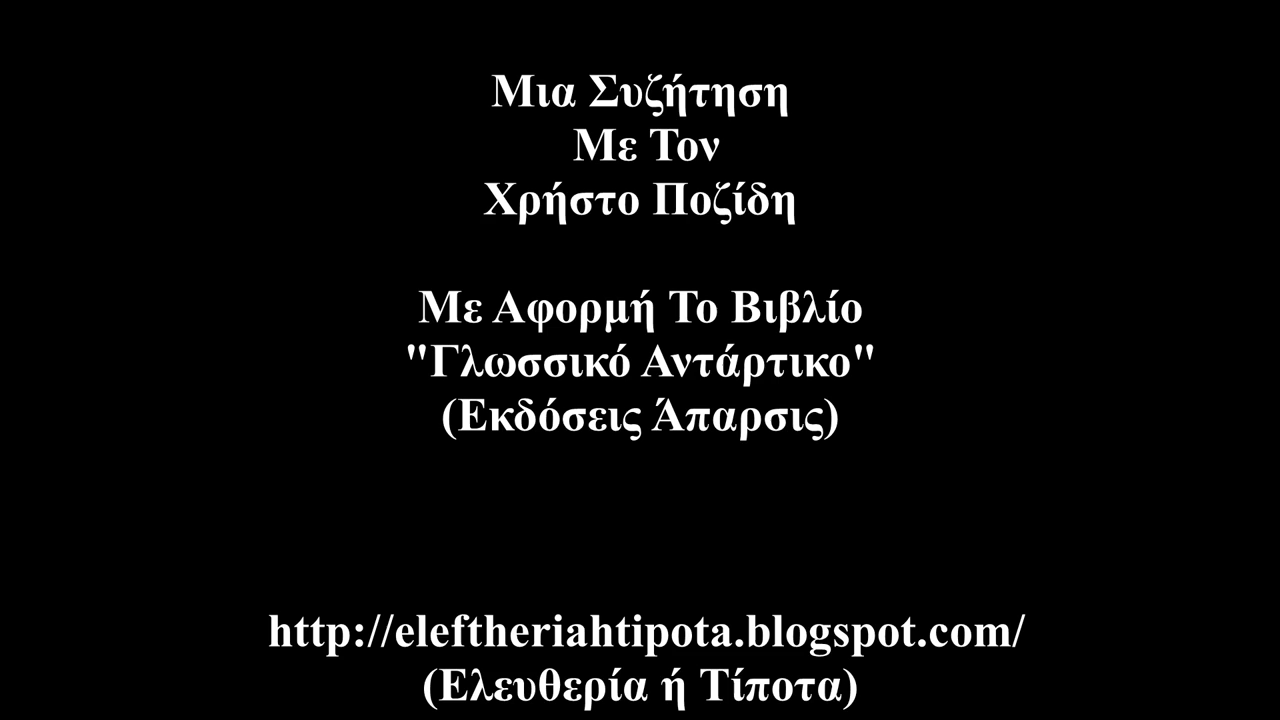 Μια Συζήτηση
Με Τον
Χρήστο Ποζίδη
Με Αφορμή Το Βιβλίο
"Γλωσσικό Αντάρτικο"
(Εκδόσεις Άπαρσις)
http://eleftheriahtipota.blogspot.com/
(Ελευθερία ή Τίποτα)